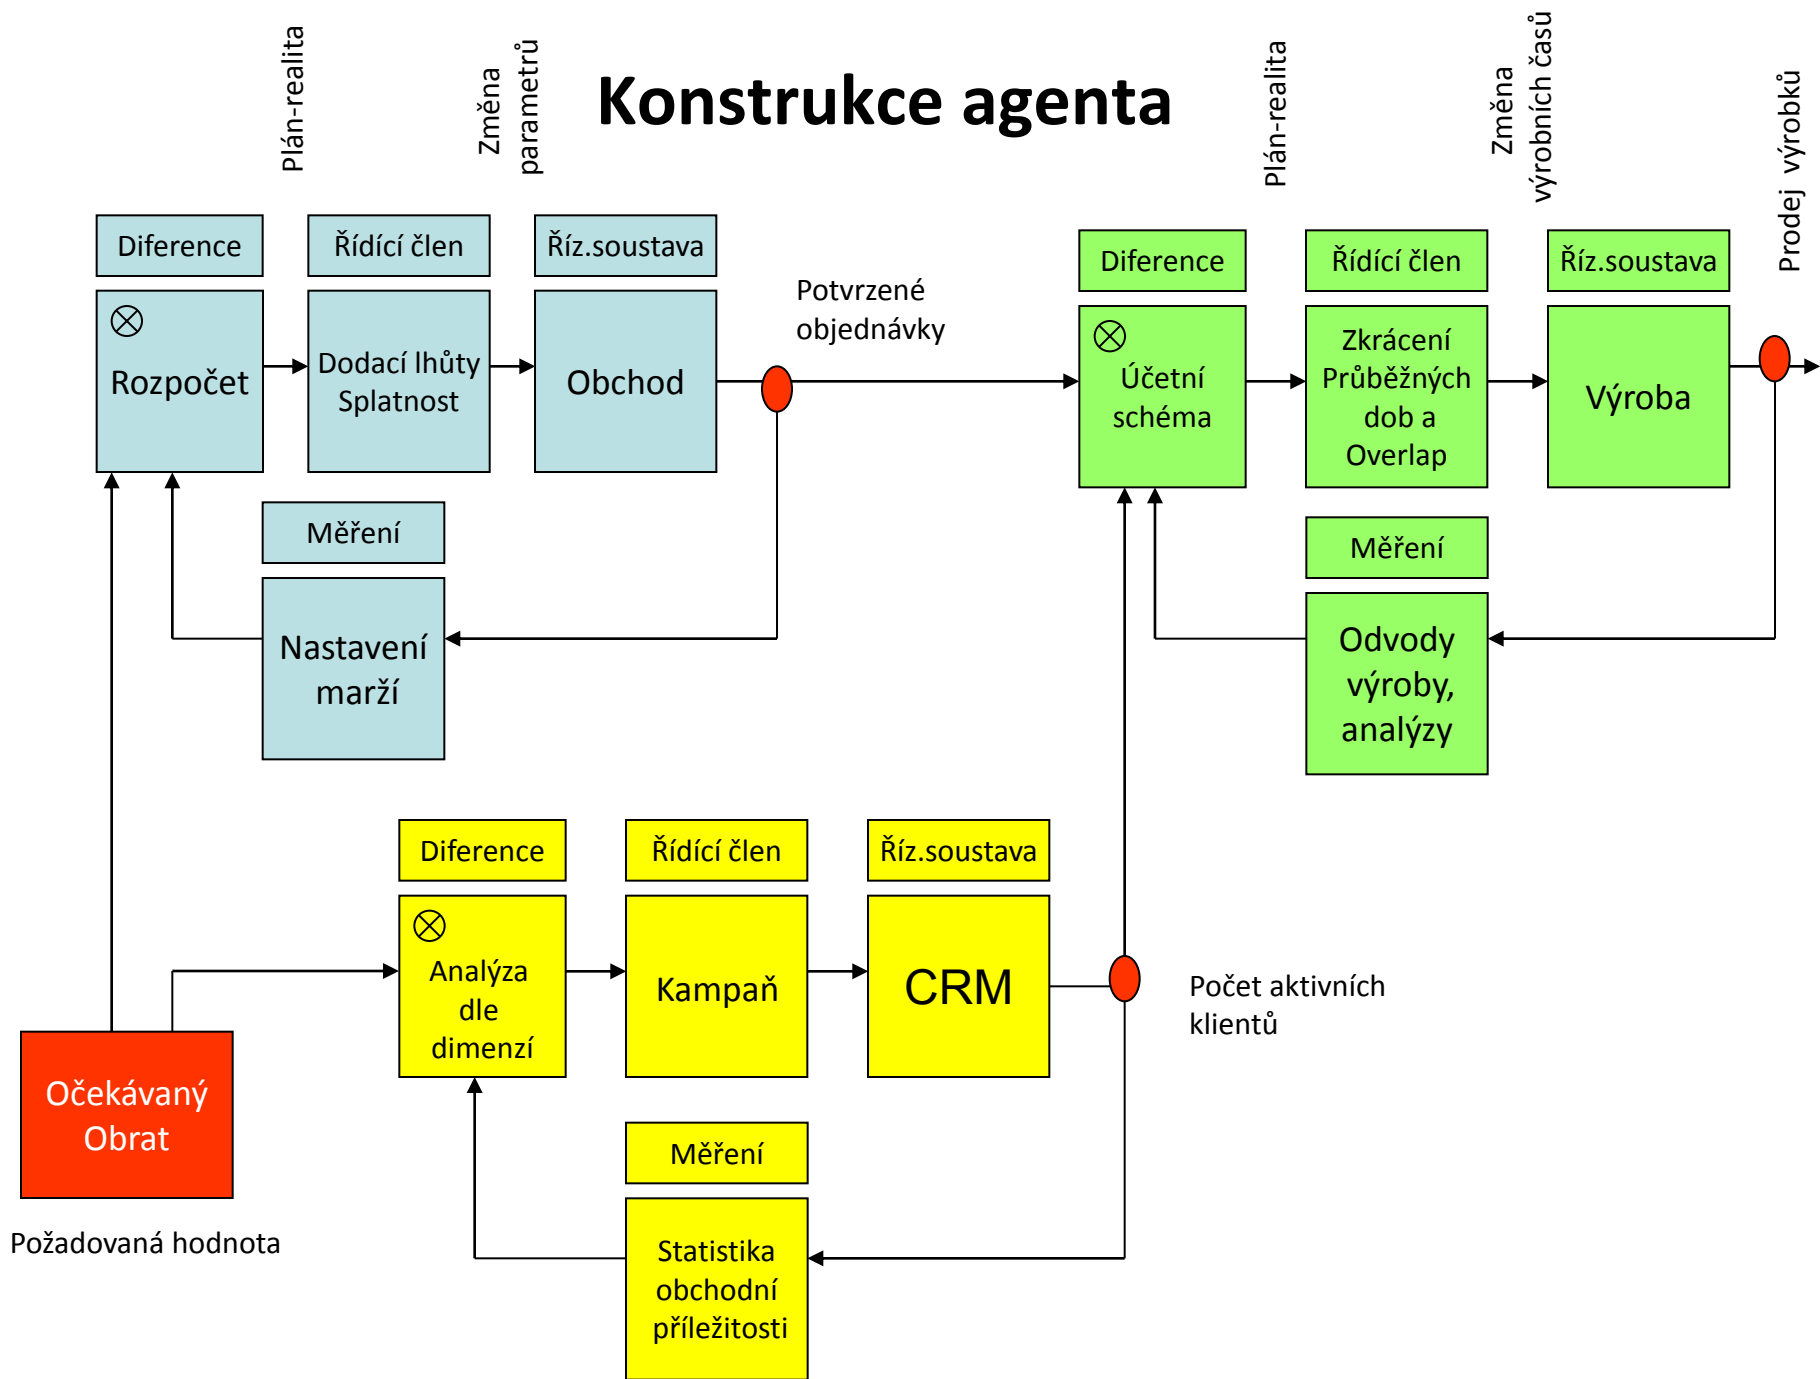 Konstrukce agenta
Plán-realita
Změna
parametrů
Plán-realita
Změna
výrobních časů
Prodej výrobků
Diference
Řídící člen
Říz.soustava
Rozpočet
Dodací lhůty
Splatnost
Obchod
Potvrzené
objednávky
Měření
Nastavení
marží
Diference
Řídící člen
Říz.soustava
Účetní
schéma
Zkrácení
Průběžných
dob a
Overlap
Výroba
Měření
Odvody
výroby,
analýzy
Diference
Řídící člen
Říz.soustava
Analýza
dle
dimenzí
Kampaň
CRM
Počet aktivních
klientů
Očekávaný
Obrat
Požadovaná hodnota
Měření
Statistika
obchodní
příležitosti